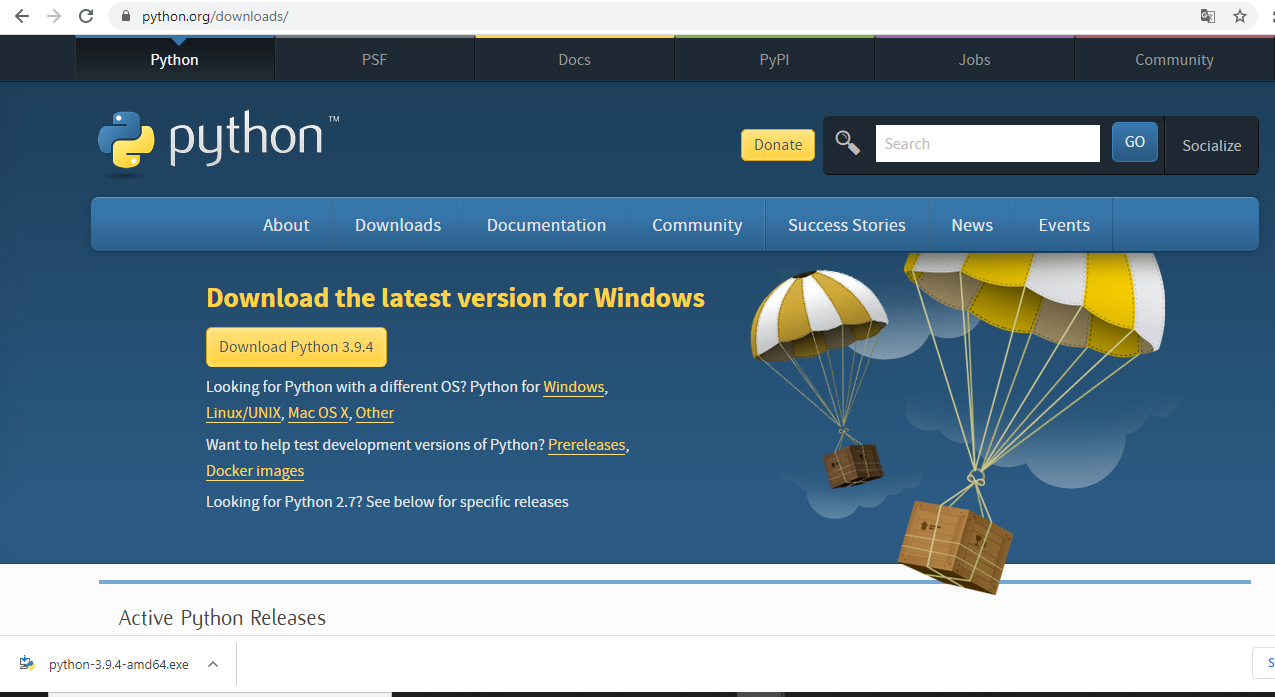 python.org/downloads/
Python PSF Docs PyPI Jobs Community
python™
Donate Search GO Socialize
About Downloads Documentation Community Success Stories News Events
Download the latest version for Windows
Download Python 3.9.4
Looking for Python with a different OS? Python for Windows,
Linux/UNIX, Mac OS X, Other
Want to help test development versions of Python? Prereleases,
Docker images
Looking for Python 2.7? See below for specific releases
Active Python Releases
python-3.9.4-amd64.exe